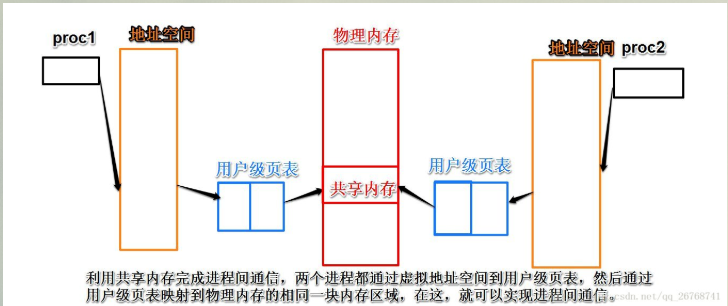 proc1
地址空间
物理内存
地址空间 proc2
用户级页表
用户级页表
共享内存
利用共享内存完成进程间通信，两个进程都通过虚拟地址空间到用户级页表，然后通过
用户级页表映射到物理内存的相同一块内存区域，在这，就可以实现进程间通信。
csdn.net/qq_26768741